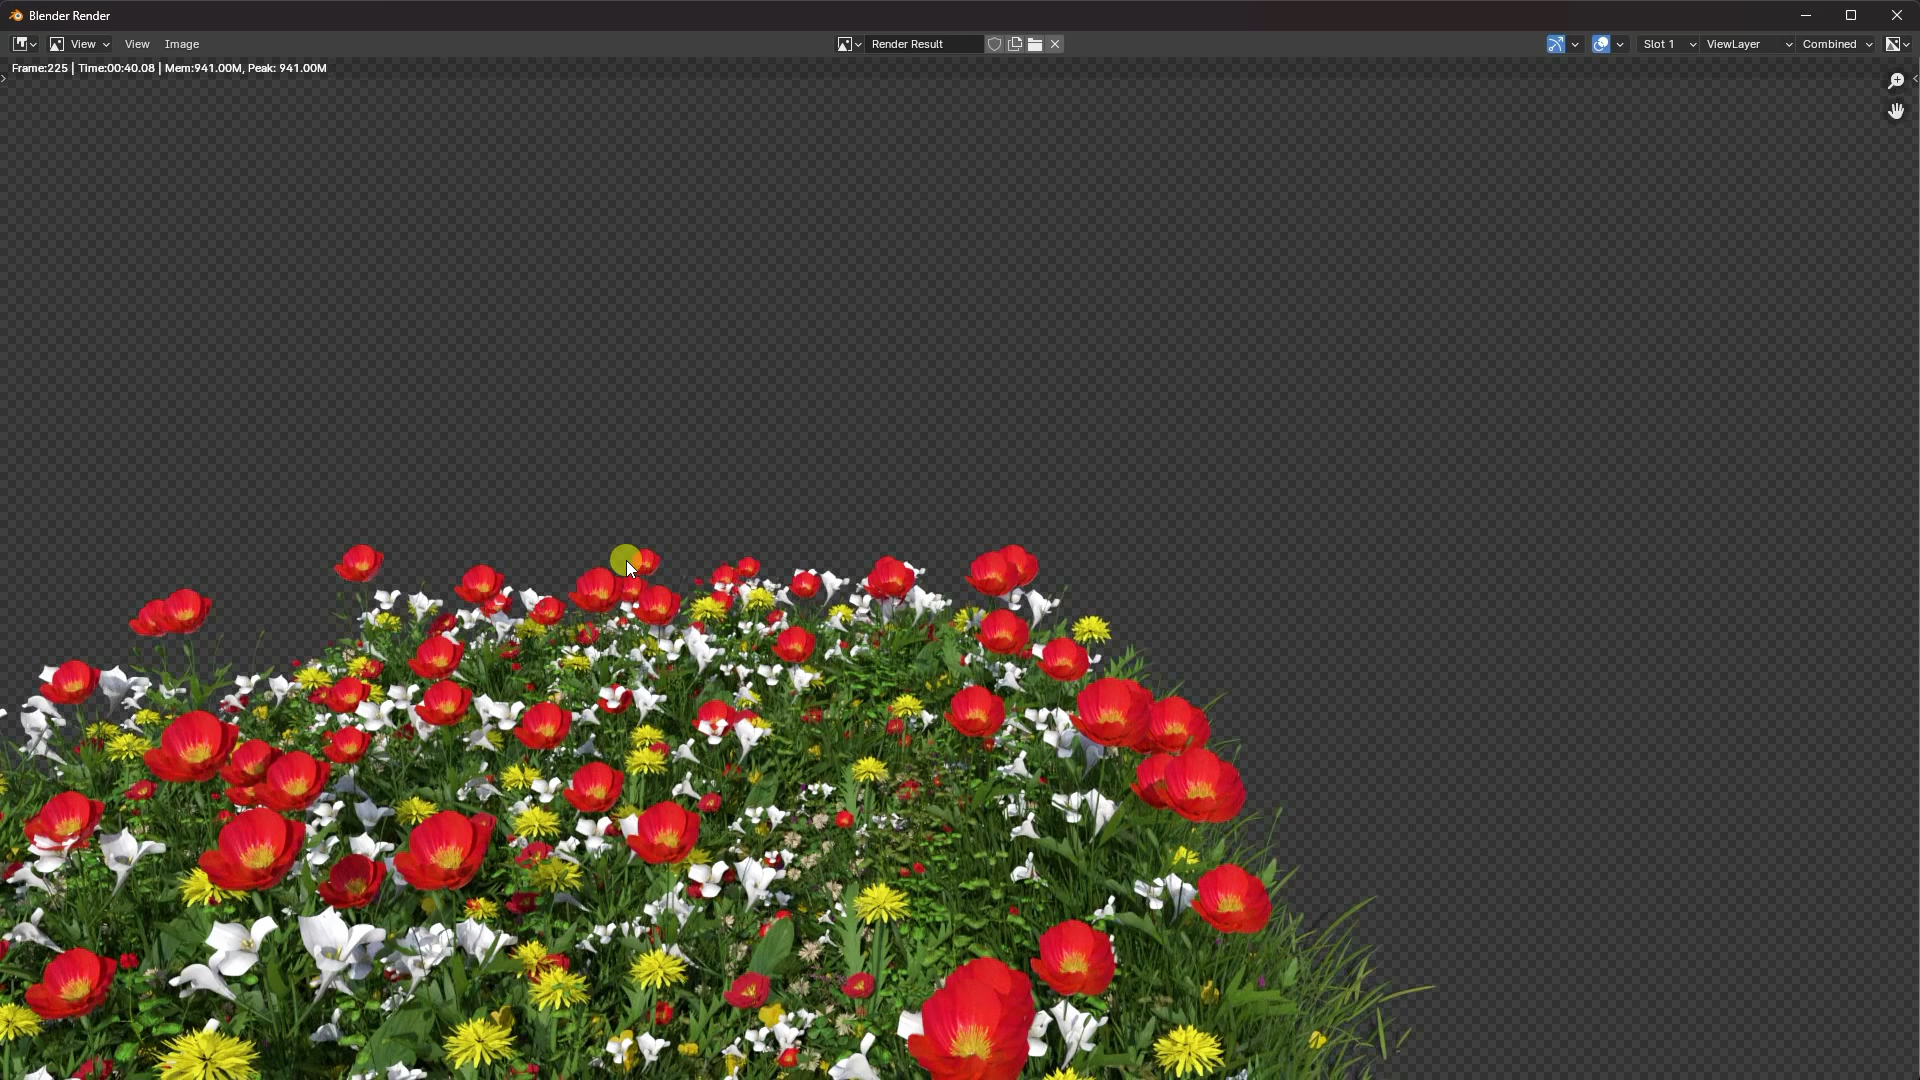 Blender Render
View View Image Render Result Slot 1 ViewLayer Combined
Frame:225 | Time:00:40.08 | Mem:941.00M, Peak: 941.00M